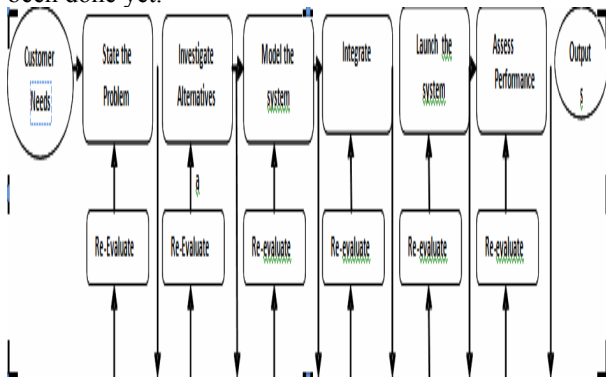 been done yet.
Customer
Needs
State the
Problem
Investigate
Alternatives
Model the
system
Integrate
Launch the
system
Assess
Performance
Output
s
a
Re-Evaluate
Re-Evaluate
Re-evaluate
Re-evaluate
Re-evaluate
Re-evaluate